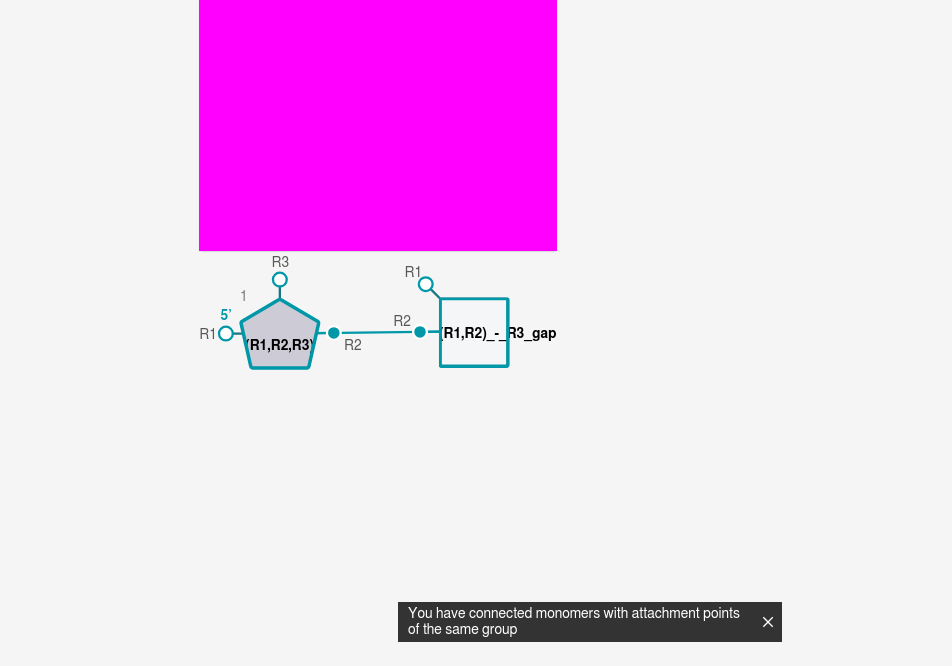 R3
R1
1
5’
R2
R1
R2
(R1,R2,R3)
(R1,R2)_-_R3_gap
You have connected monomers with attachment points
of the same group